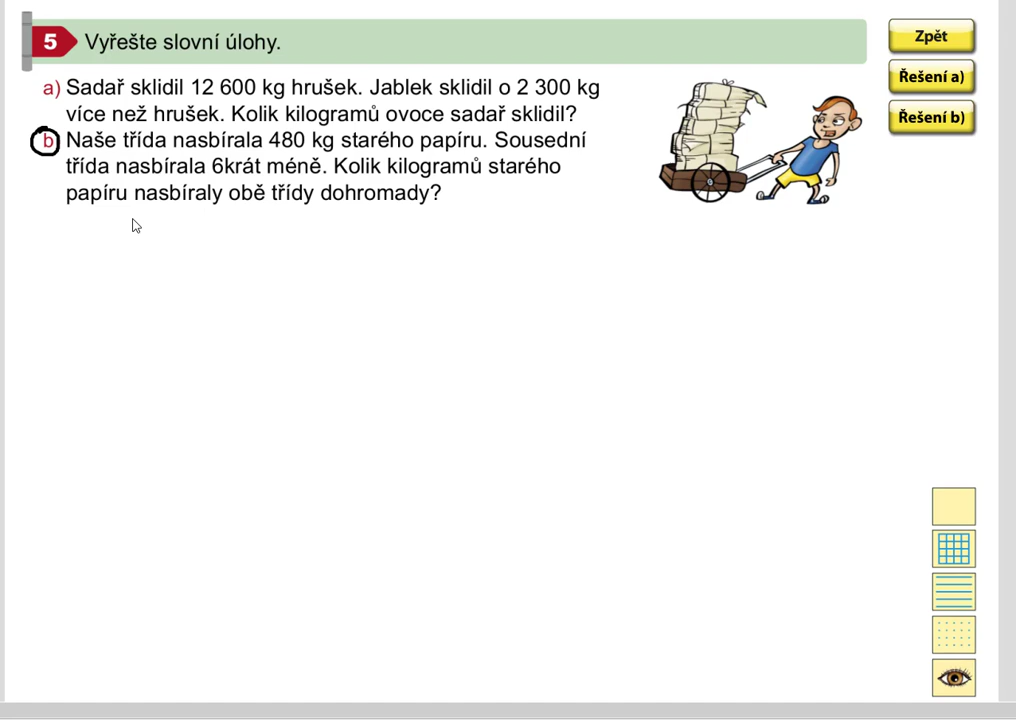 5 Vyřešte slovní úlohy.
Zpět
Řešení a)
Řešení b)
a) Sadař sklidil 12 600 kg hrušek. Jablek sklidil o 2 300 kg
více než hrušek. Kolik kilogramů ovoce sadař sklidil?
b) Naše třída nasbírala 480 kg starého papíru. Sousední
třída nasbírala 6krát méně. Kolik kilogramů starého
papíru nasbíraly obě třídy dohromady?